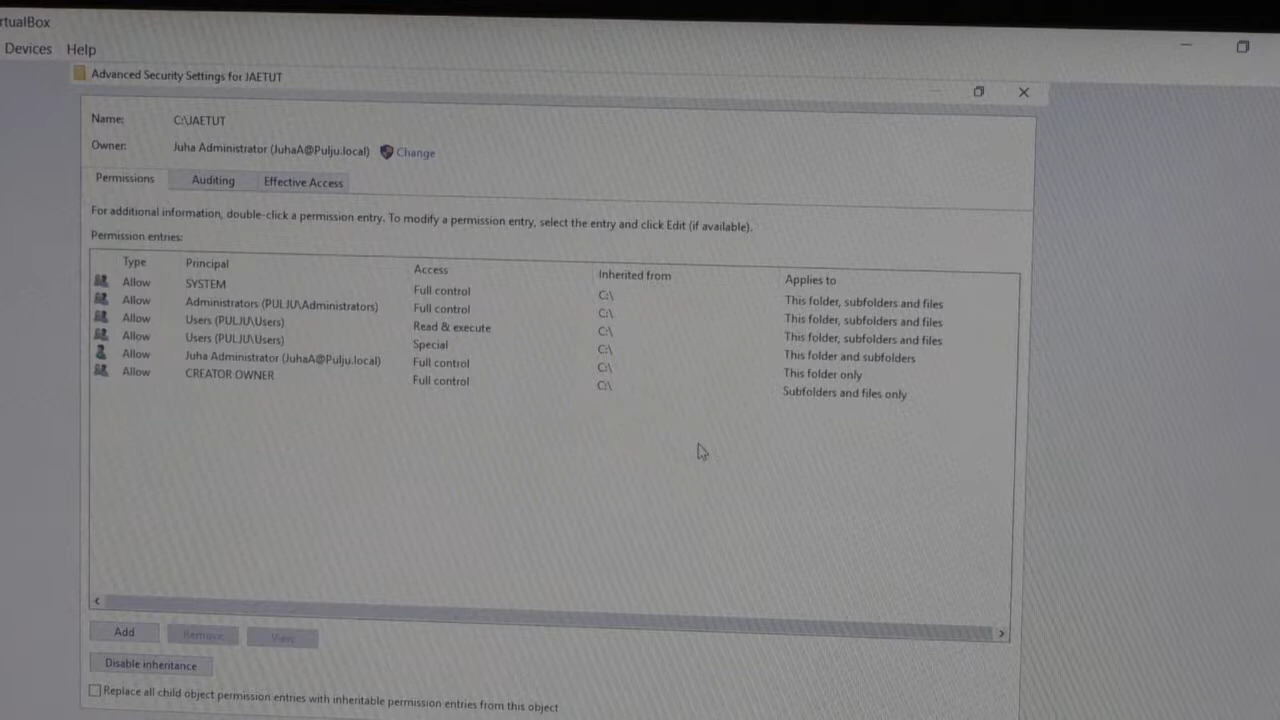 rtualBox
Devices Help
Advanced Security Settings for JAETUT
Name: C:\JAETUT
Owner: Juha Administrator (JuhaA@Pulju.local) Change
Permissions Auditing Effective Access
For additional information, double-click a permission entry. To modify a permission entry, select the entry and click Edit (if available).
Permission entries:
Type Principal Access Inherited from Applies to
Allow SYSTEM Full control C:\ This folder, subfolders and files
Allow Administrators (PULJU\Administrators) Full control C:\ This folder, subfolders and files
Allow Users (PULJU\Users) Read & execute C:\ This folder, subfolders and files
Allow Users (PULJU\Users) Special C:\ This folder and subfolders
Allow Juha Administrator (JuhaA@Pulju.local) Full control C:\ This folder only
Allow CREATOR OWNER Full control C:\ Subfolders and files only
Add Remove View
Disable inheritance
Replace all child object permission entries with inheritable permission entries from this object